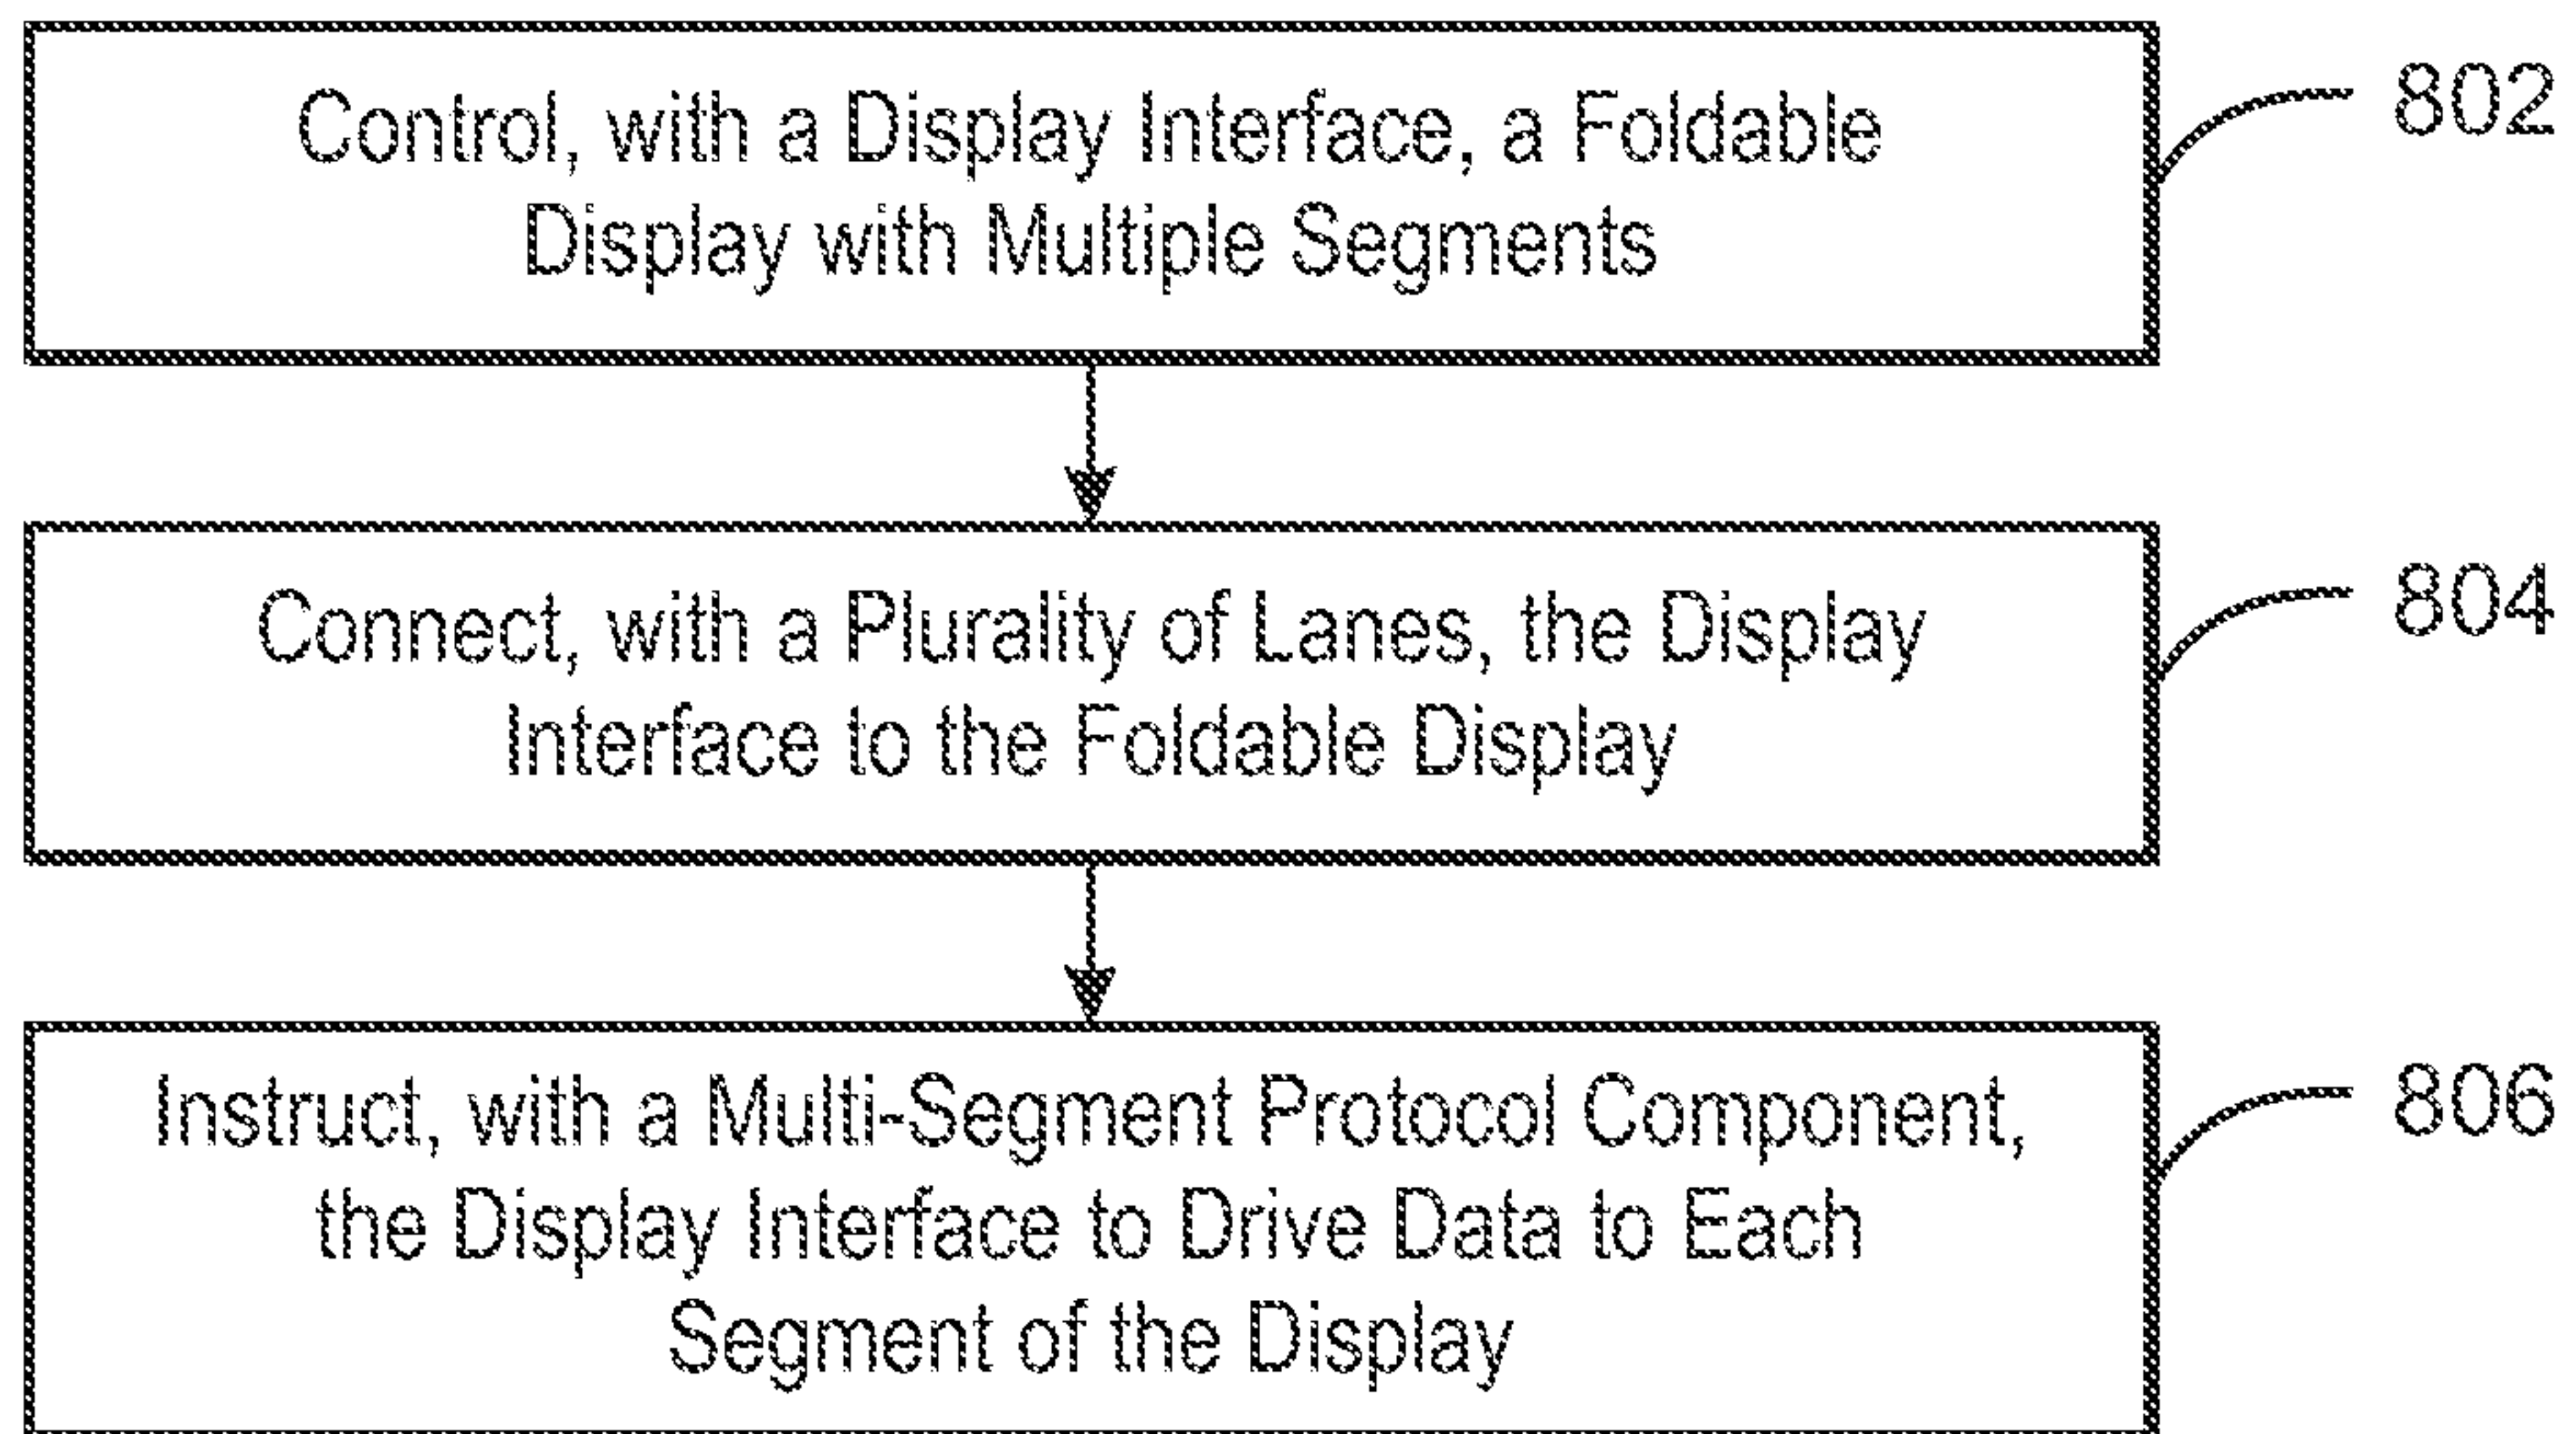 Control, with a Display Interface, a Foldable
Display with Multiple Segments
802
Connect, with a Plurality of Lanes, the Display
Interface to the Foldable Display
804
Instruct, with a Multi-Segment Protocol Component,
the Display Interface to Drive Data to Each
Segment of the Display
806